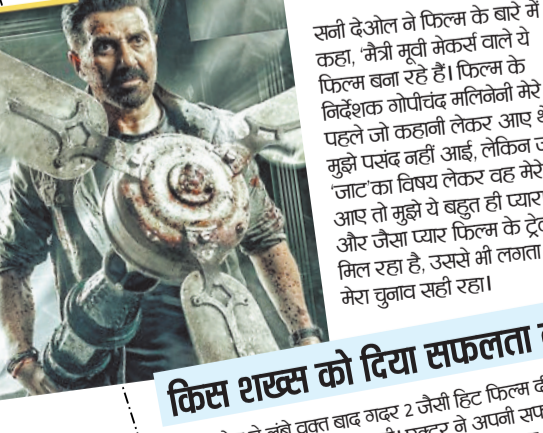 सनी देओल ने फिल्म के बारे में
कहा, 'मैत्री मूवी मेकर्स वाले ये
फिल्म बना रहे हैं। फिल्म के
निर्देशक गोपीचंद मलिनेनी मेरे
पहले जो कहानी लेकर आए
मुझे पसंद नहीं आई, लेकिन
'जाट'का विषय लेकर वह मेरे
आए तो मुझे ये बहुत ही
और जैसा प्यार फिल्म के
मिल रहा है, उससे भी लगता
मेरा चुनाव सही रहा।
किस शख्स को दिया सफलता
लंबे वक्त बाद गदर 2 जैसी हिट फिल्म
ने अपनी